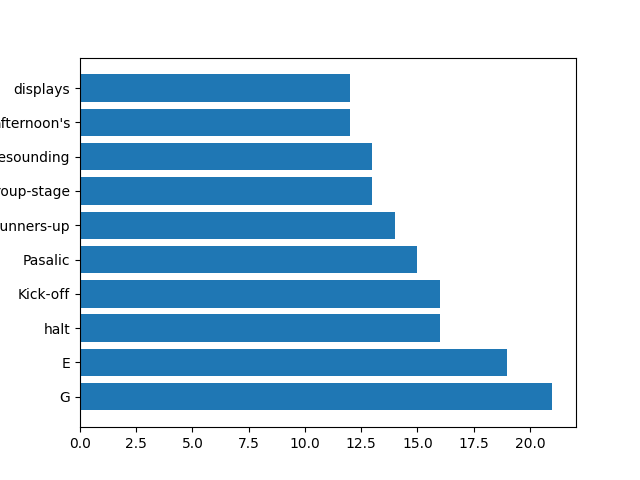 displays
fternoon's
esounding
roup-stage
unners-up
Pasalic
Kick-off
halt
E
G
0.0 2.5 5.0 7.5 10.0 12.5 15.0 17.5 20.0